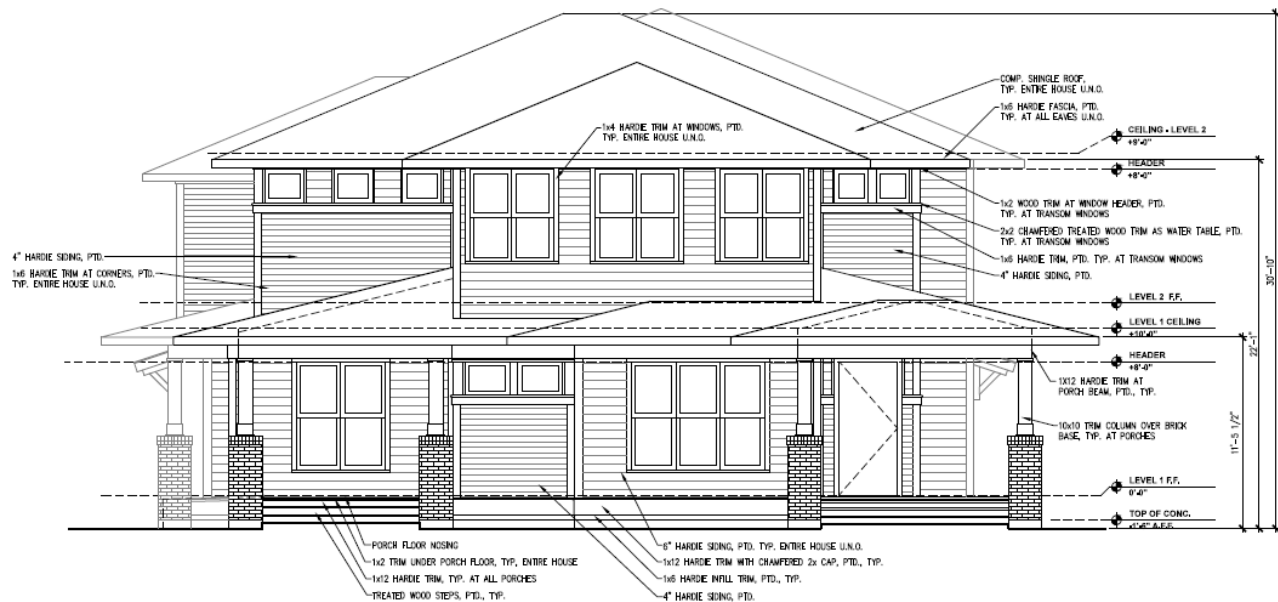 COMP. SHINGLE ROOF,
TYP. ENTIRE HOUSE U.N.O.
1x6 HARDIE FASCIA, PTD.
TYP. AT ALL EAVES U.N.O.
1x4 HARDIE TRIM AT WINDOWS, PTD.
TYP. ENTIRE HOUSE U.N.O.
CEILING - LEVEL 2
+9'-0"
HEADER
+8'-0"
1x2 WOOD TRIM AT WINDOW HEADER, PTD.
TYP. AT TRANSOM WINDOWS
2x2 CHAMFERED TREATED WOOD TRIM AS WATER TABLE, PTD.
TYP. AT TRANSOM WINDOWS
1x6 HARDIE TRIM, PTD. TYP. AT TRANSOM WINDOWS
4" HARDIE SIDING, PTD.
4" HARDIE SIDING, PTD.
1x6 HARDIE TRIM AT CORNERS, PTD.
TYP. ENTIRE HOUSE U.N.O.
30'-10"
LEVEL 2 F.F.
LEVEL 1 CEILING
+10'-0"
22'-1"
HEADER
+8'-0"
1X12 HARDIE TRIM AT
PORCH BEAM, PTD., TYP.
10x10 TRIM COLUMN OVER BRICK
BASE, TYP. AT PORCHES
11'-5 1/2"
LEVEL 1 F.F.
0'-0"
TOP OF CONC.
-1'-6" A.F.F.
PORCH FLOOR NOSING
1x2 TRIM UNDER PORCH FLOOR, TYP, ENTIRE HOUSE
1x12 HARDIE TRIM, TYP. AT ALL PORCHES
TREATED WOOD STEPS, PTD., TYP.
6" HARDIE SIDING, PTD. TYP. ENTIRE HOUSE U.N.O.
1x12 HARDIE TRIM WITH CHAMFERED 2x CAP, PTD., TYP.
1x6 HARDIE INFILL TRIM, PTD., TYP.
4" HARDIE SIDING, PTD.